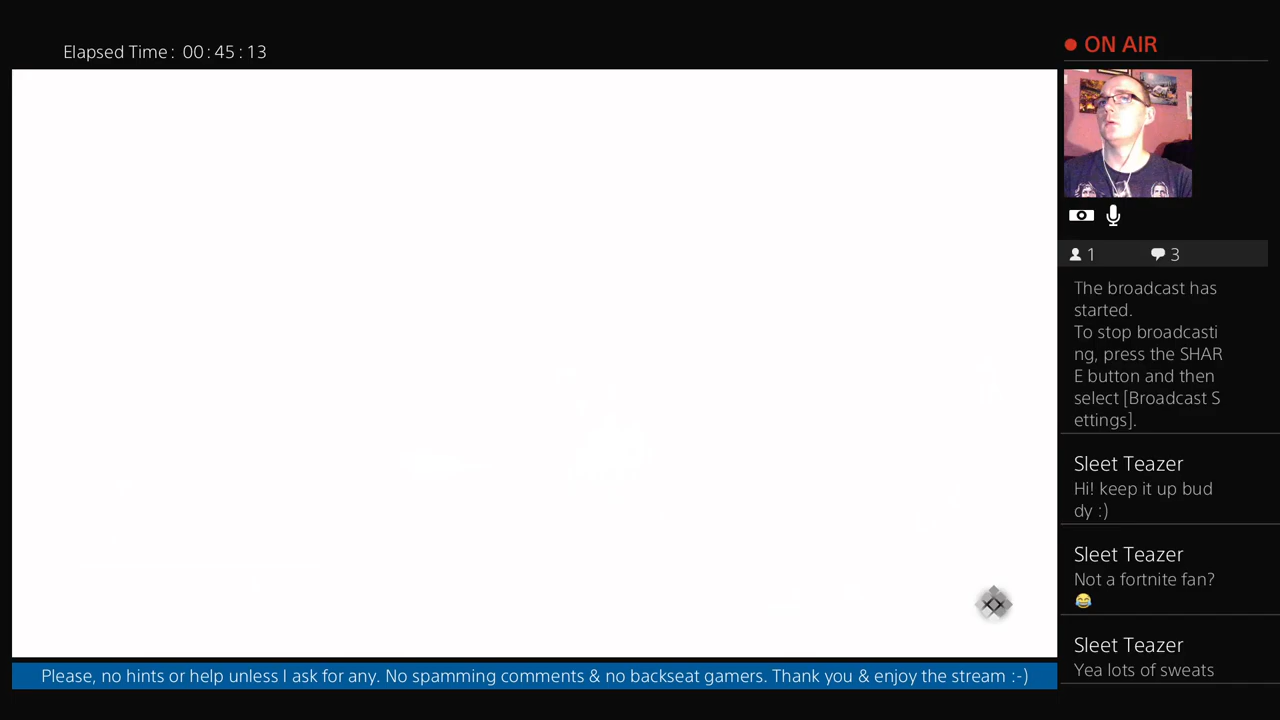 Elapsed Time: 00:45:13
ON AIR
1 3
The broadcast has
started.
To stop broadcasti
ng, press the SHAR
E button and then
select [Broadcast S
ettings].
Sleet Teazer
Hi! keep it up bud
dy :)
Sleet Teazer
Not a fortnite fan?
😂
Sleet Teazer
Yea lots of sweats
Please, no hints or help unless I ask for any. No spamming comments & no backseat gamers. Thank you & enjoy the stream :-)